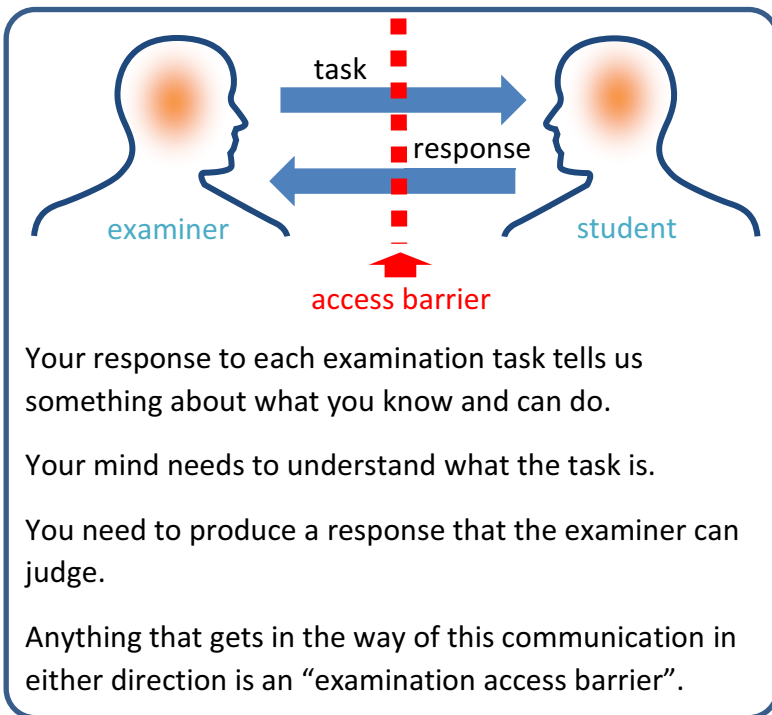 task
response
examiner
student
access barrier
Your response to each examination task tells us
something about what you know and can do.
Your mind needs to understand what the task is.
You need to produce a response that the examiner can
judge.
Anything that gets in the way of this communication in
either direction is an “examination access barrier”.